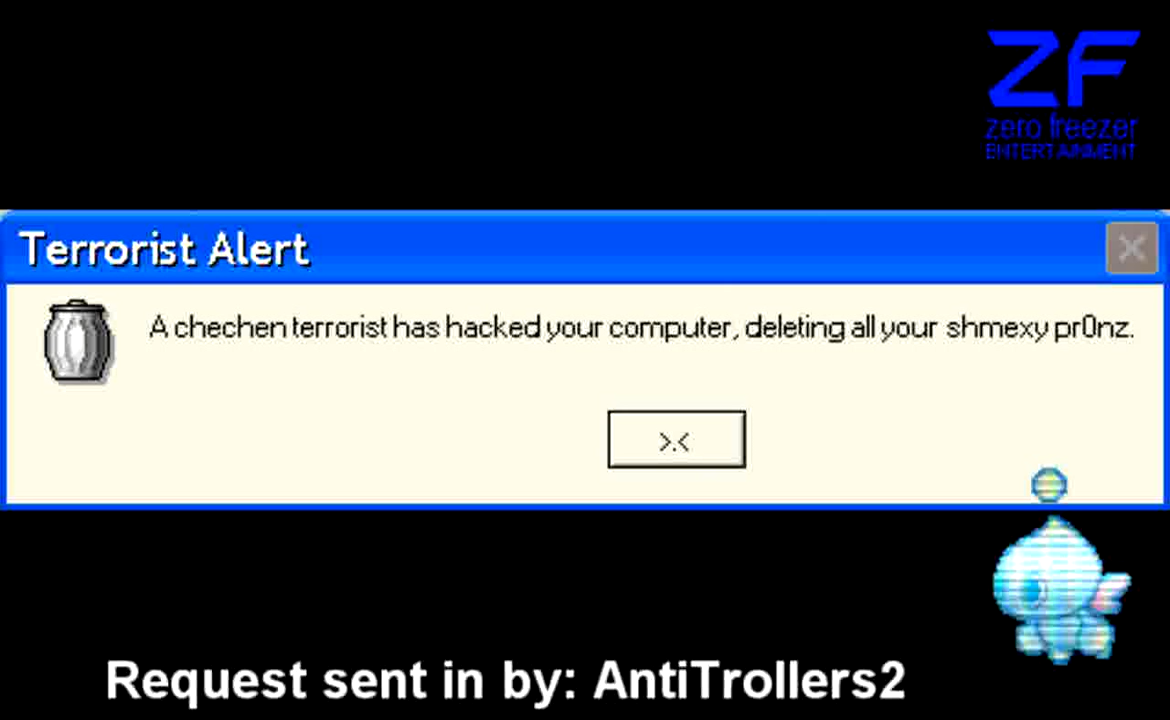 ZF
zero freezer
ENTERTAINMENT
Terrorist Alert
A chechen terrorist has hacked your computer, deleting all your shmexy pr0nz.
>.<
Request sent in by: AntiTrollers2